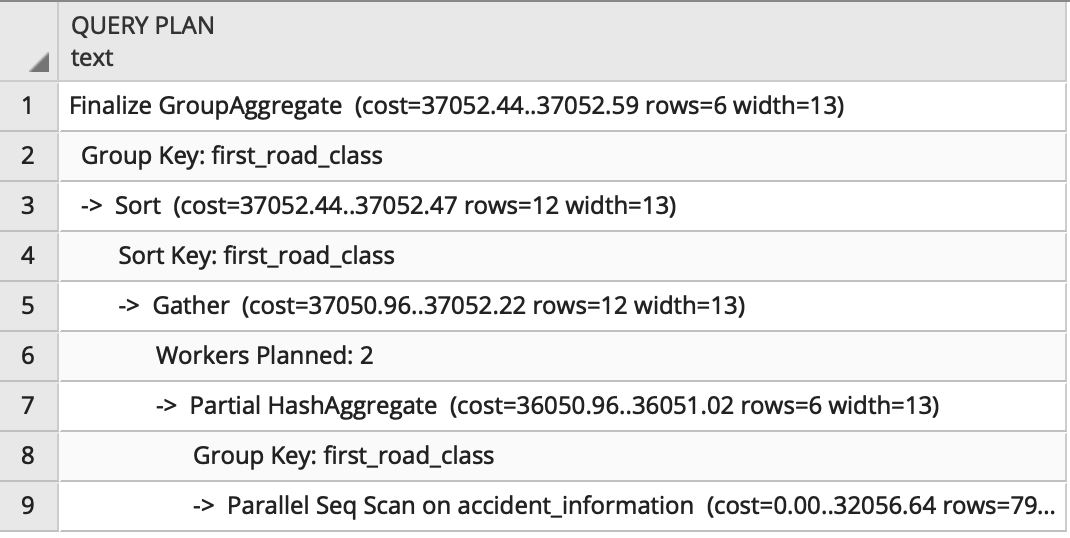 QUERY PLAN
text
1 Finalize GroupAggregate (cost=37052.44..37052.59 rows=6 width=13)
2 Group Key: first_road_class
3 -> Sort (cost=37052.44..37052.47 rows=12 width=13)
4 Sort Key: first_road_class
5 -> Gather (cost=37050.96..37052.22 rows=12 width=13)
6 Workers Planned: 2
7 -> Partial HashAggregate (cost=36050.96..36051.02 rows=6 width=13)
8 Group Key: first_road_class
9 -> Parallel Seq Scan on accident_information (cost=0.00..32056.64 rows=79...